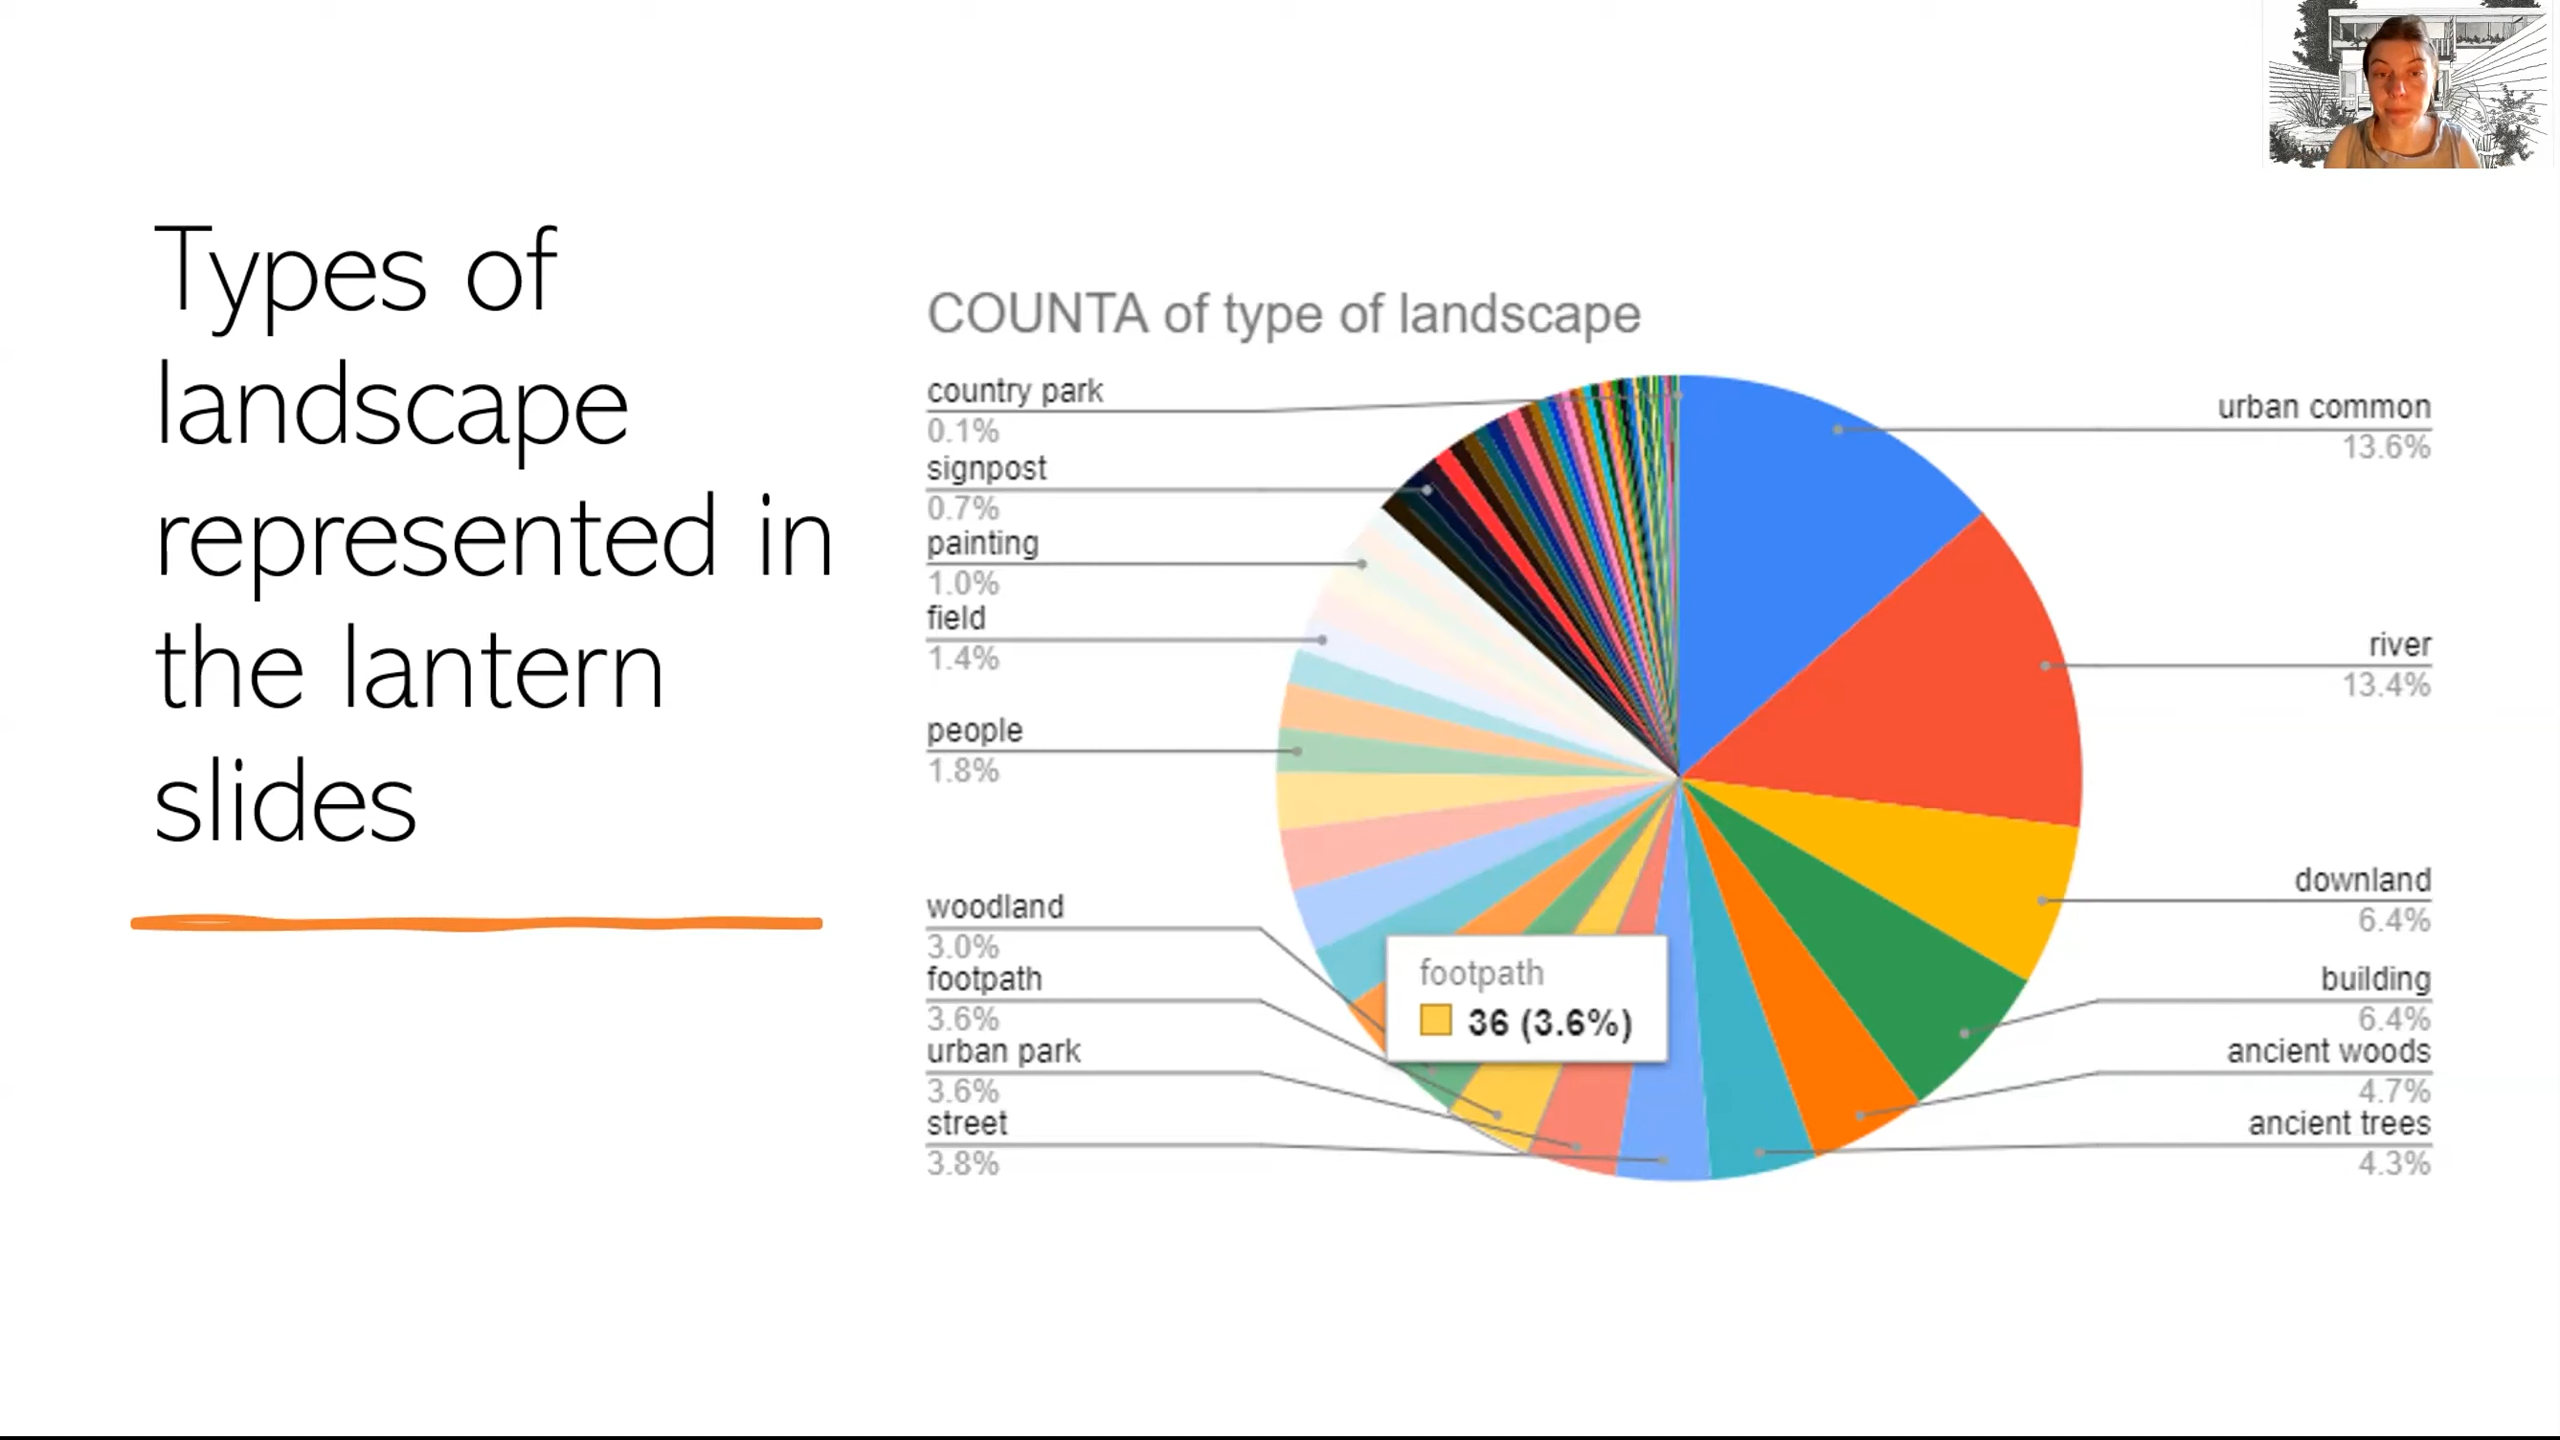 Types of
landscape
represented in
the lantern
slides
COUNTA of type of landscape
country park
0.1%
signpost
0.7%
painting
1.0%
field
1.4%
people
1.8%
woodland
3.0%
footpath
3.6%
urban park
3.6%
street
3.8%
footpath
36 (3.6%)
urban common
13.6%
river
13.4%
downland
6.4%
building
6.4%
ancient woods
4.7%
ancient trees
4.3%